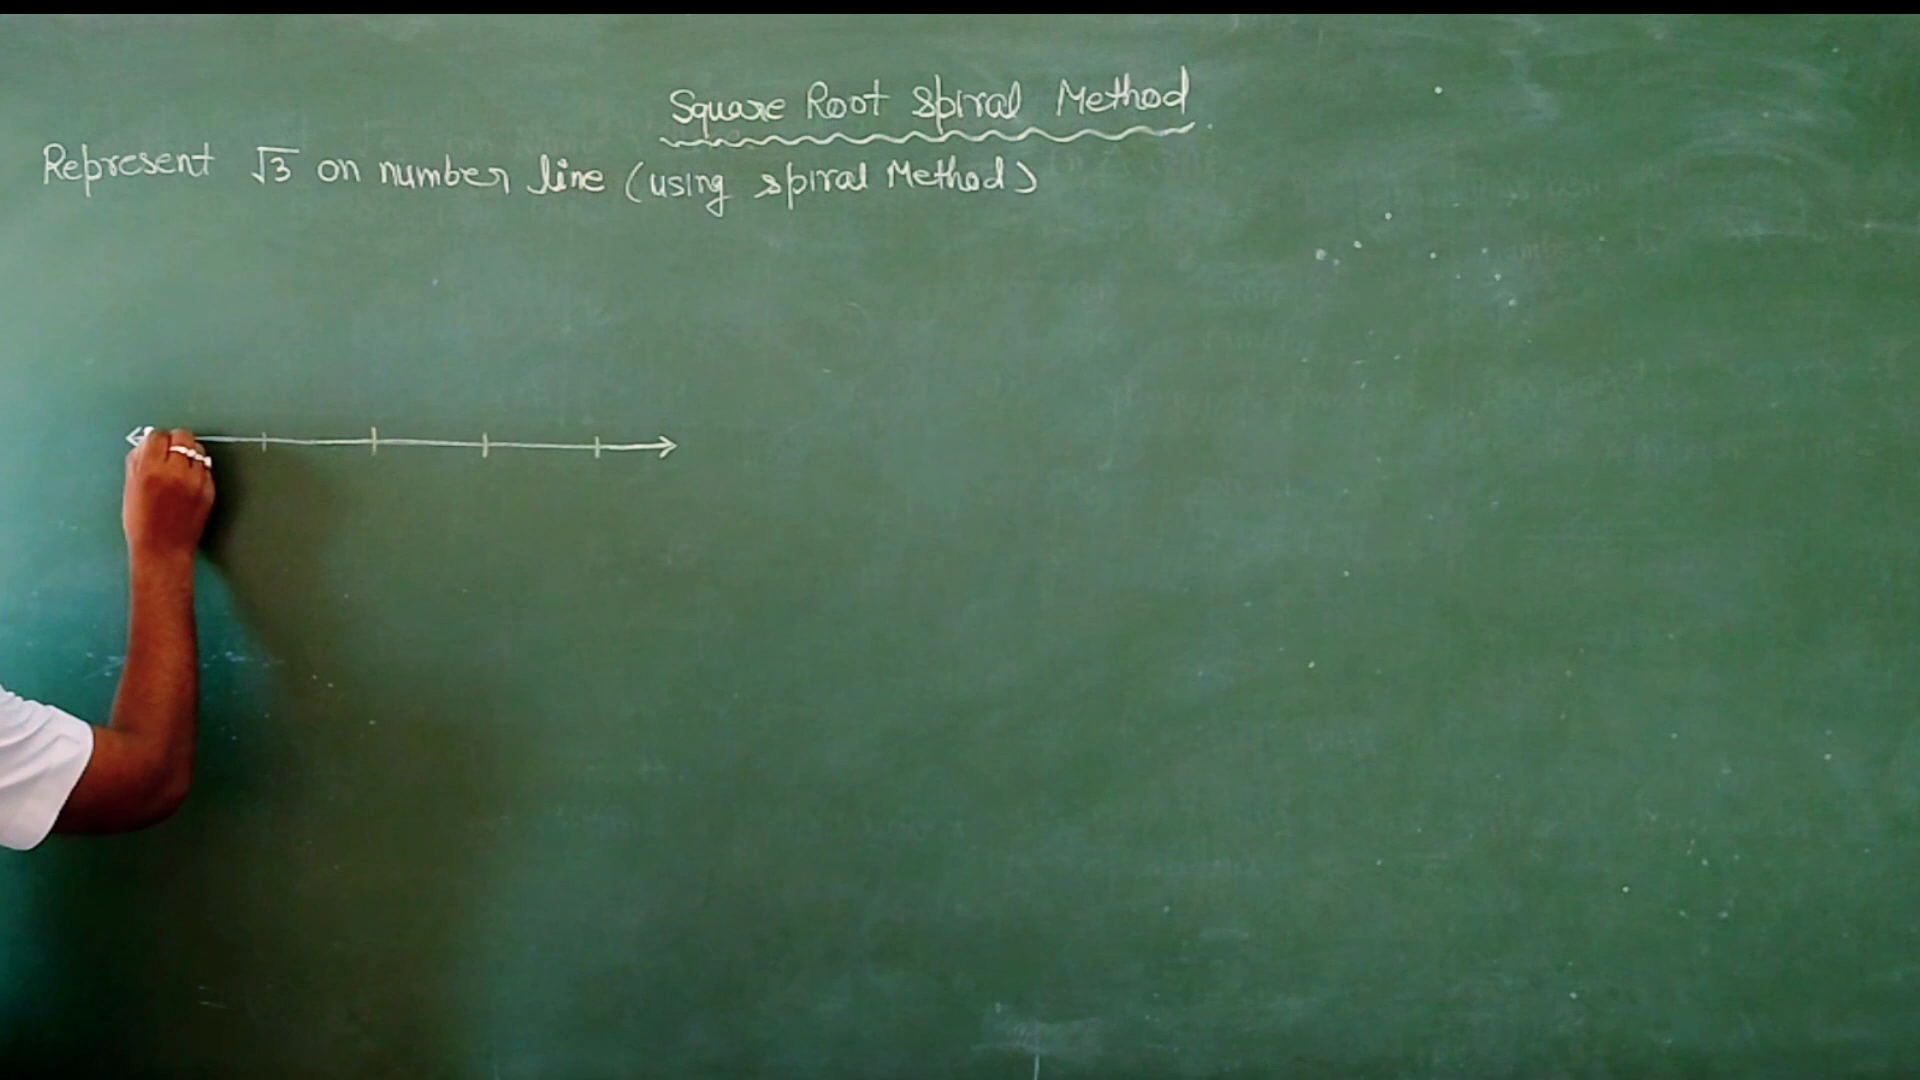 Square Root Spiral Method
Represent √3 on number line (using spiral Method)